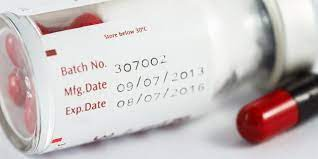 Store below 30°C
Batch No. 307002
Mfg.Date 09/07/2013
Exp.Date 08/07/2016